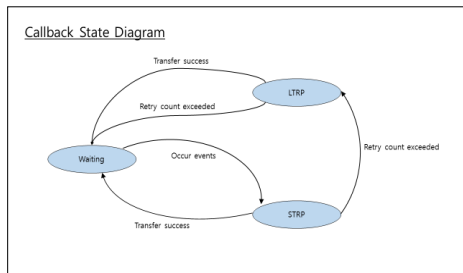 Callback State Diagram
Transfer success
LTRP
Retry count exceeded
Waiting
Occur events
Retry count exceeded
Transfer success
STRP